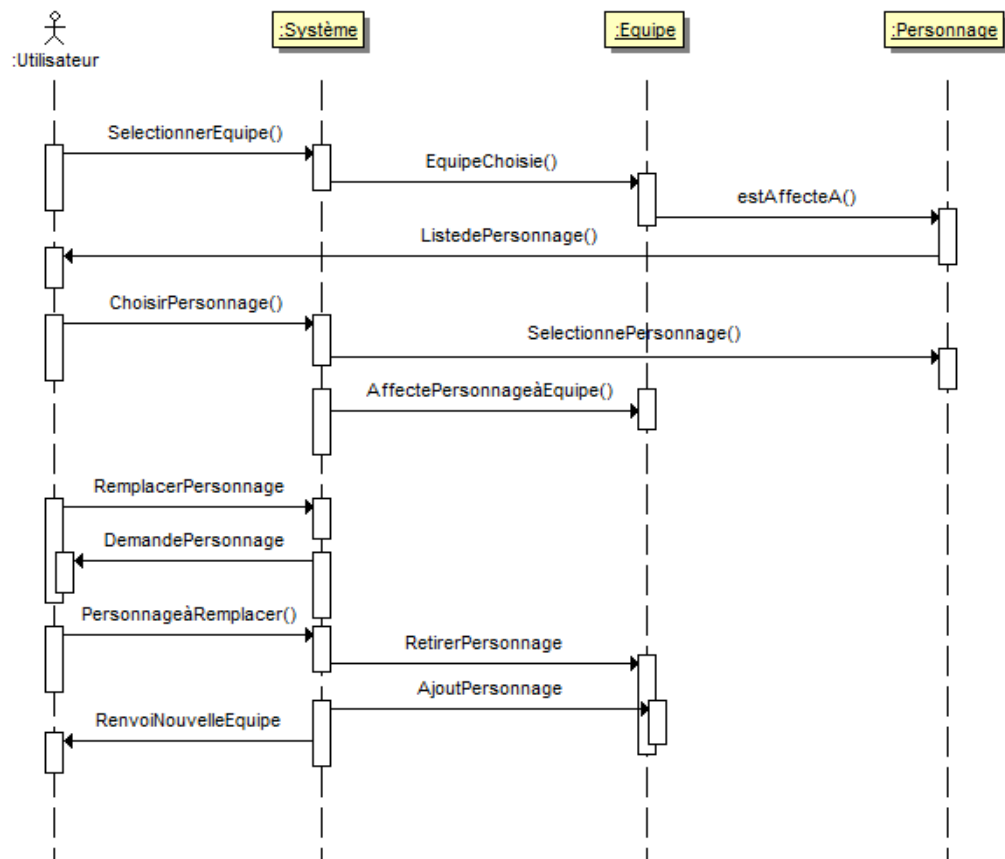 :Utilisateur
:Système
:Equipe
:Personnage
SelectionnerEquipe()
EquipeChoisie()
estAffecteA()
ListedePersonnage()
ChoisirPersonnage()
SelectionnePersonnage()
AffectePersonnageàEquipe()
RemplacerPersonnage
DemandePersonnage
PersonnageàRemplacer()
RetirerPersonnage
AjoutPersonnage
RenvoiNouvelleEquipe